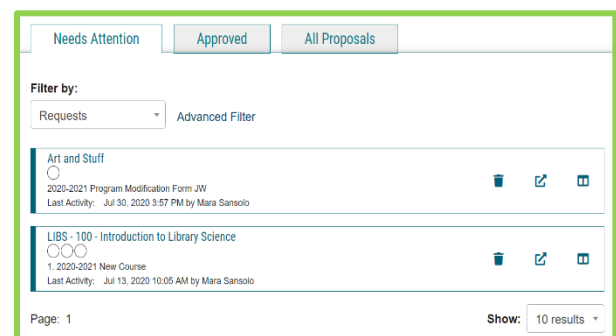 Needs Attention Approved All Proposals
Filter by:
Requests Advanced Filter
Art and Stuff
2020-2021 Program Modification Form JW
Last Activity: Jul 30, 2020 3:57 PM by Mara Sansolo
LIBS - 100 - Introduction to Library Science
1. 2020-2021 New Course
Last Activity: Jul 13, 2020 10:05 AM by Mara Sansolo
Page: 1 Show: 10 results